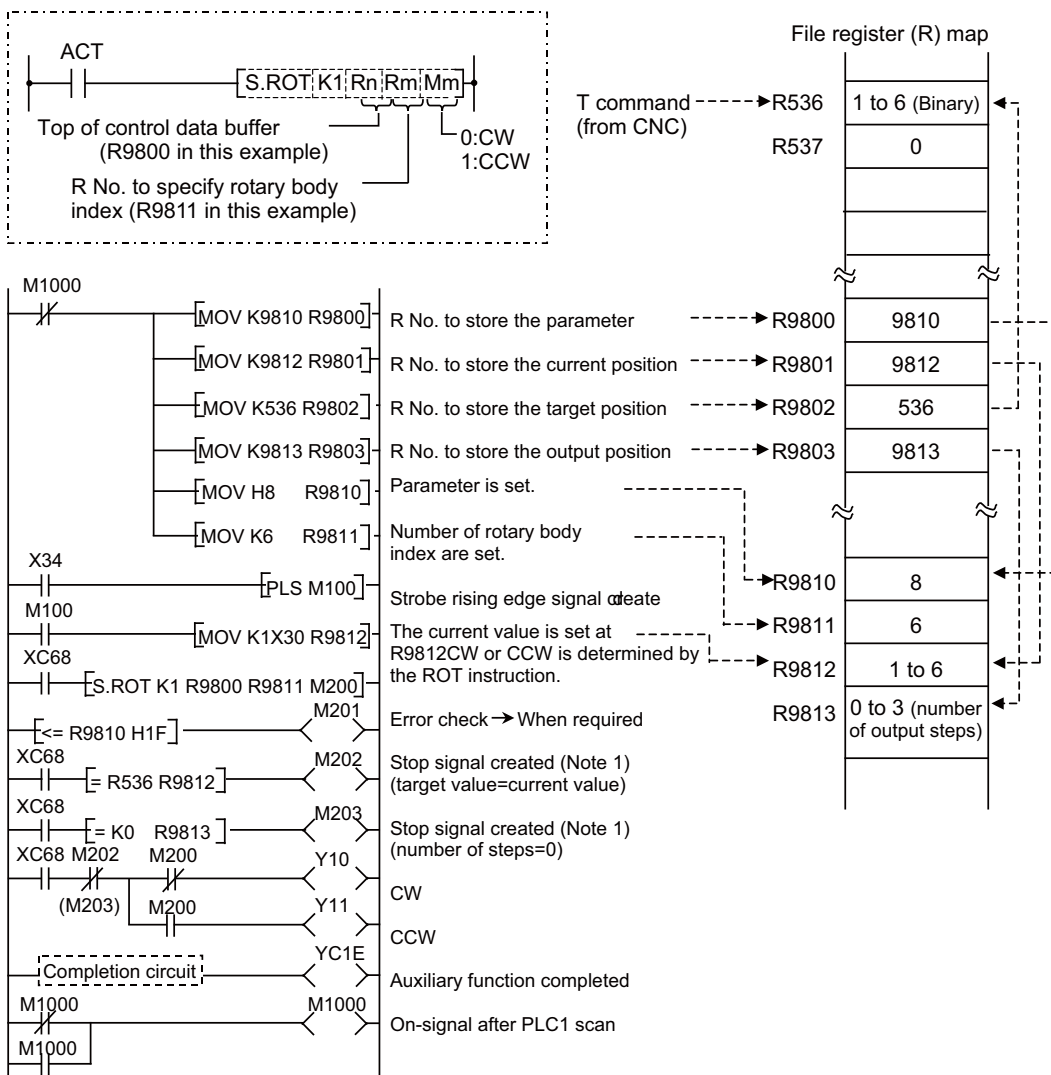 ACT
S.ROT K1 Rn Rm Mm
Top of control data buffer
(R9800 in this example)
0:CW
1:CCW
R No. to specify rotary body
index (R9811 in this example)
File register (R) map
T command
(from CNC)
R536 1 to 6 (Binary)
R537 0
M1000
MOV K9810 R9800 R No. to store the parameter R9800 9810
MOV K9812 R9801 R No. to store the current position R9801 9812
MOV K536 R9802 R No. to store the target position R9802 536
MOV K9813 R9803 R No. to store the output position R9803 9813
MOV H8 R9810 Parameter is set.
MOV K6 R9811 Number of rotary body
index are set.
R9810 8
R9811 6
R9812 1 to 6
R9813 0 to 3 (number
of output steps)
X34
PLS M100
Strobe rising edge signal create
M100
MOV K1X30 R9812 The current value is set at
R9812CW or CCW is determined by
the ROT instruction.
XC68
S.ROT K1 R9800 R9811 M200
M201
<= R9810 H1F Error check → When required
XC68 M202
= R536 R9812 Stop signal created (Note 1)
(target value=current value)
XC68 M203
= K0 R9813 Stop signal created (Note 1)
(number of steps=0)
XC68 M202 M200 Y10
CW
(M203) M200 Y11
CCW
YC1E
Completion circuit Auxiliary function completed
M1000 M1000
On-signal after PLC1 scan
M1000